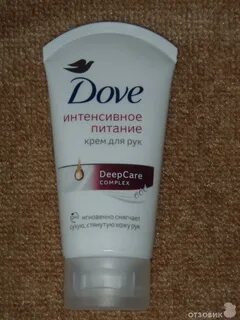 Dove
интенсивное
питание
крем для рук
DeepCare
COMPLEX
мгновенно смягчает
сухую, стянутую кожу рук
отзовик